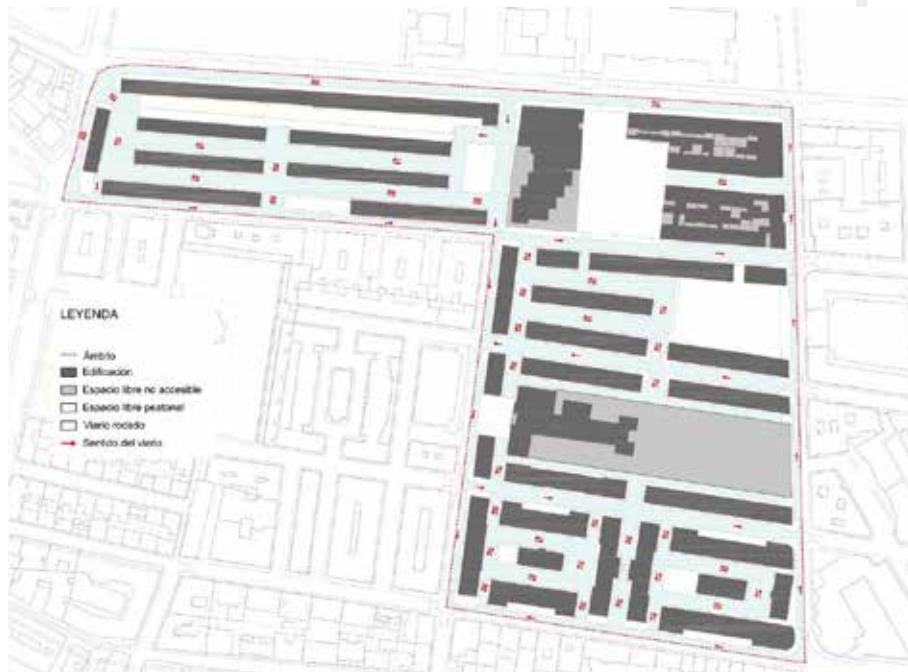 LEYENDA
Ámbito
Edificación
Espacio libre no accesible
Espacio libre peatonal
Viario rodado
Sentido del viario